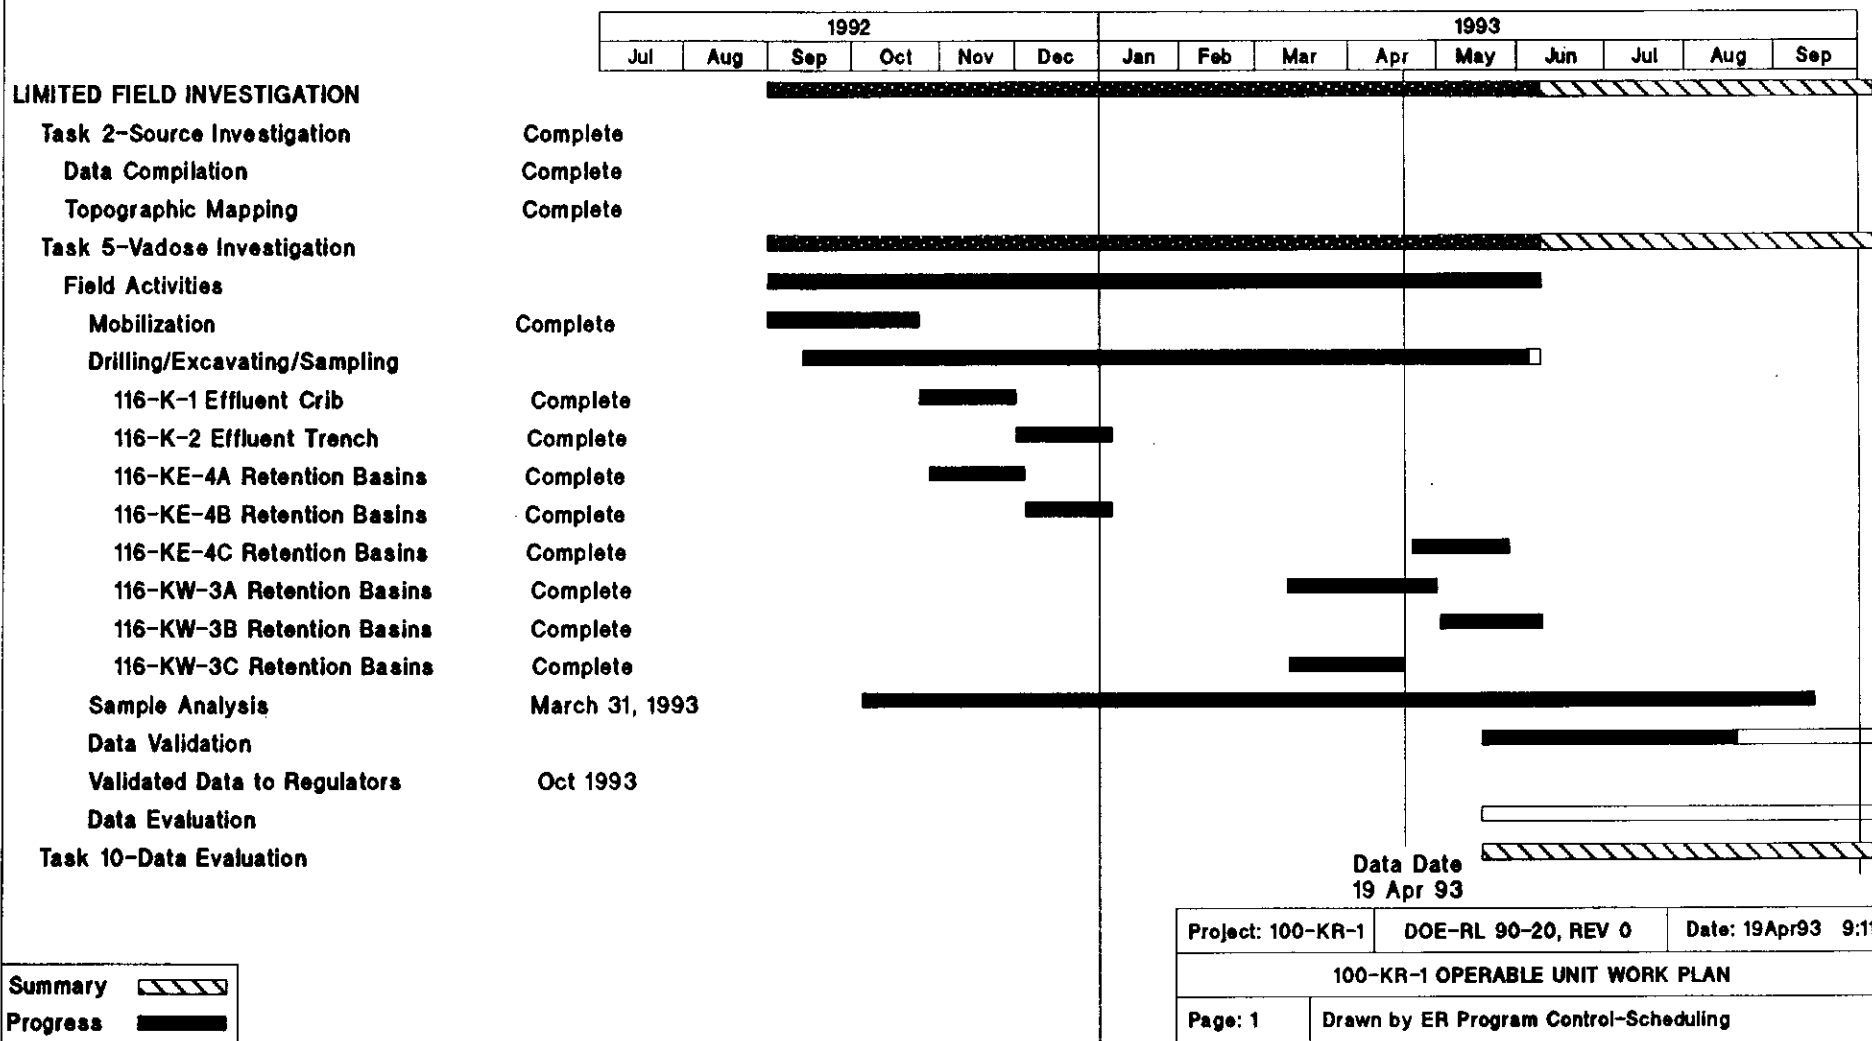 1992 1993
Jul Aug Sep Oct Nov Dec Jan Feb Mar Apr May Jun Jul Aug Sep
LIMITED FIELD INVESTIGATION
Task 2-Source Investigation Complete
Data Compilation Complete
Topographic Mapping Complete
Task 5-Vadose Investigation
Field Activities
Mobilization Complete
Drilling/Excavating/Sampling
116-K-1 Effluent Crib Complete
116-K-2 Effluent Trench Complete
116-KE-4A Retention Basins Complete
116-KE-4B Retention Basins Complete
116-KE-4C Retention Basins Complete
116-KW-3A Retention Basins Complete
116-KW-3B Retention Basins Complete
116-KW-3C Retention Basins Complete
Sample Analysis March 31, 1993
Data Validation
Validated Data to Regulators Oct 1993
Data Evaluation
Task 10-Data Evaluation
Data Date
19 Apr 93
Project: 100-KR-1 DOE-RL 90-20, REV 0 Date: 19Apr93 9:11
100-KR-1 OPERABLE UNIT WORK PLAN
Page: 1 Drawn by ER Program Control-Scheduling
Summary
Progress